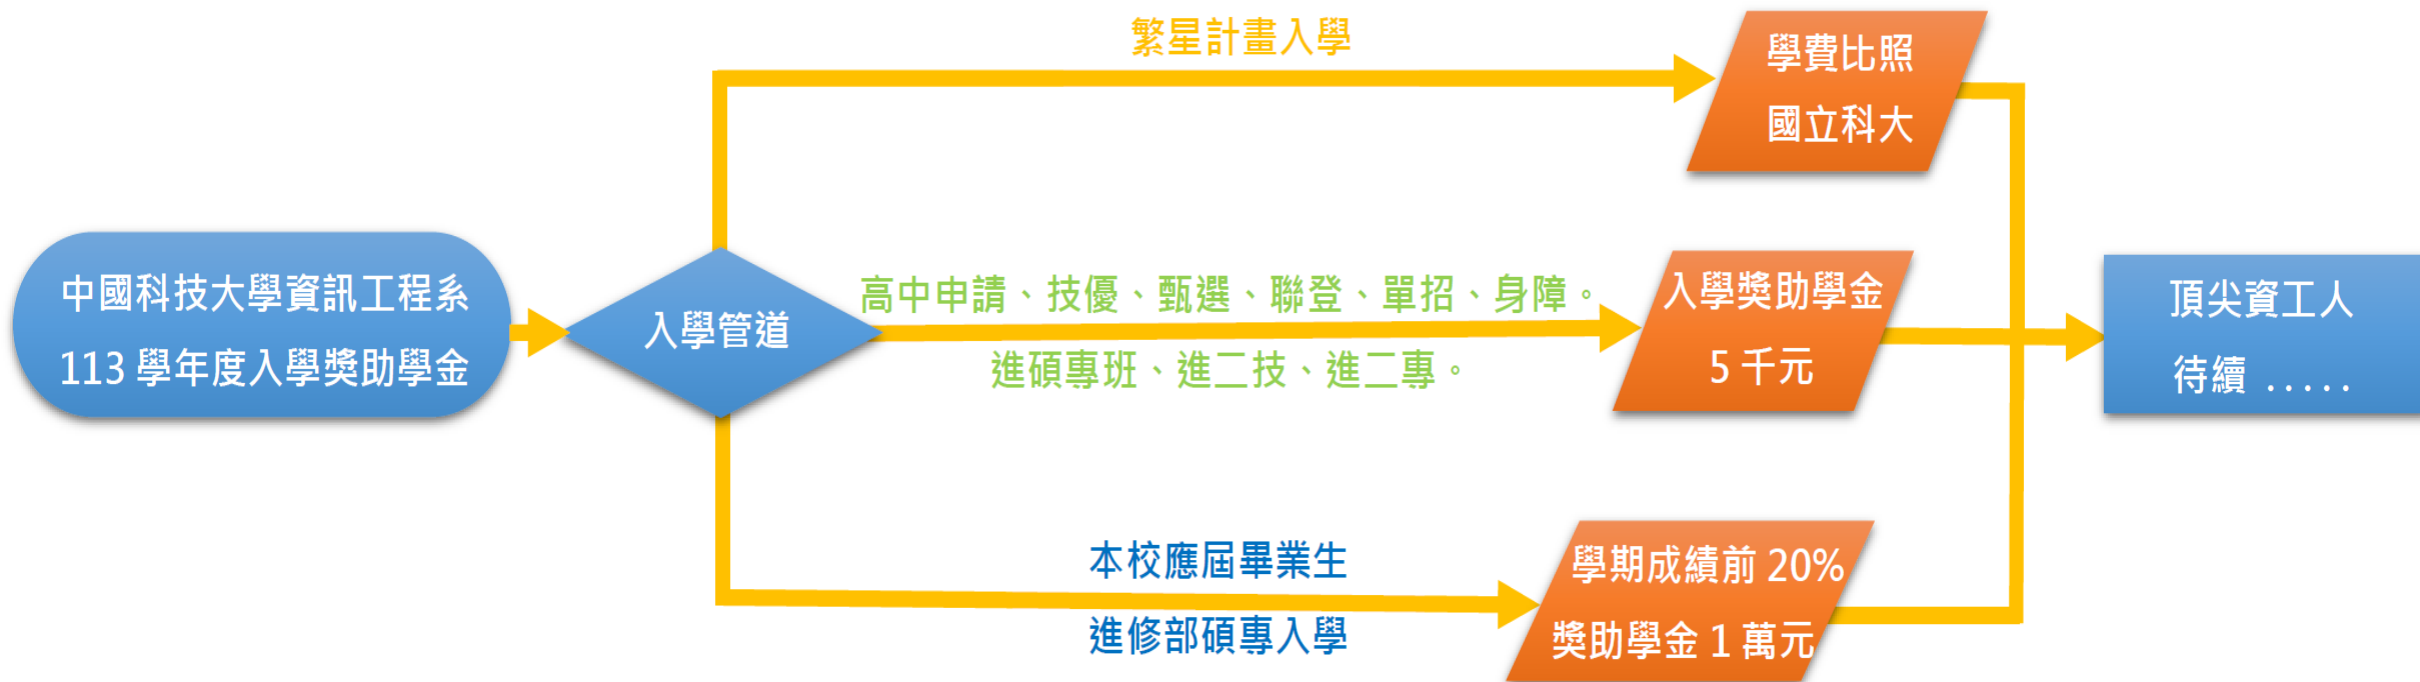 繁星計畫入學
學費比照
國立科大
中國科技大學資訊工程系
113 學年度入學獎助學金
入學管道
高中申請、技優、甄選、聯登、單招、身障。
進碩專班、進二技、進二專。
入學獎助學金
5 千元
頂尖資工人
待續 .....
本校應屆畢業生
進修部碩專入學
學期成績前 20%
獎助學金 1 萬元